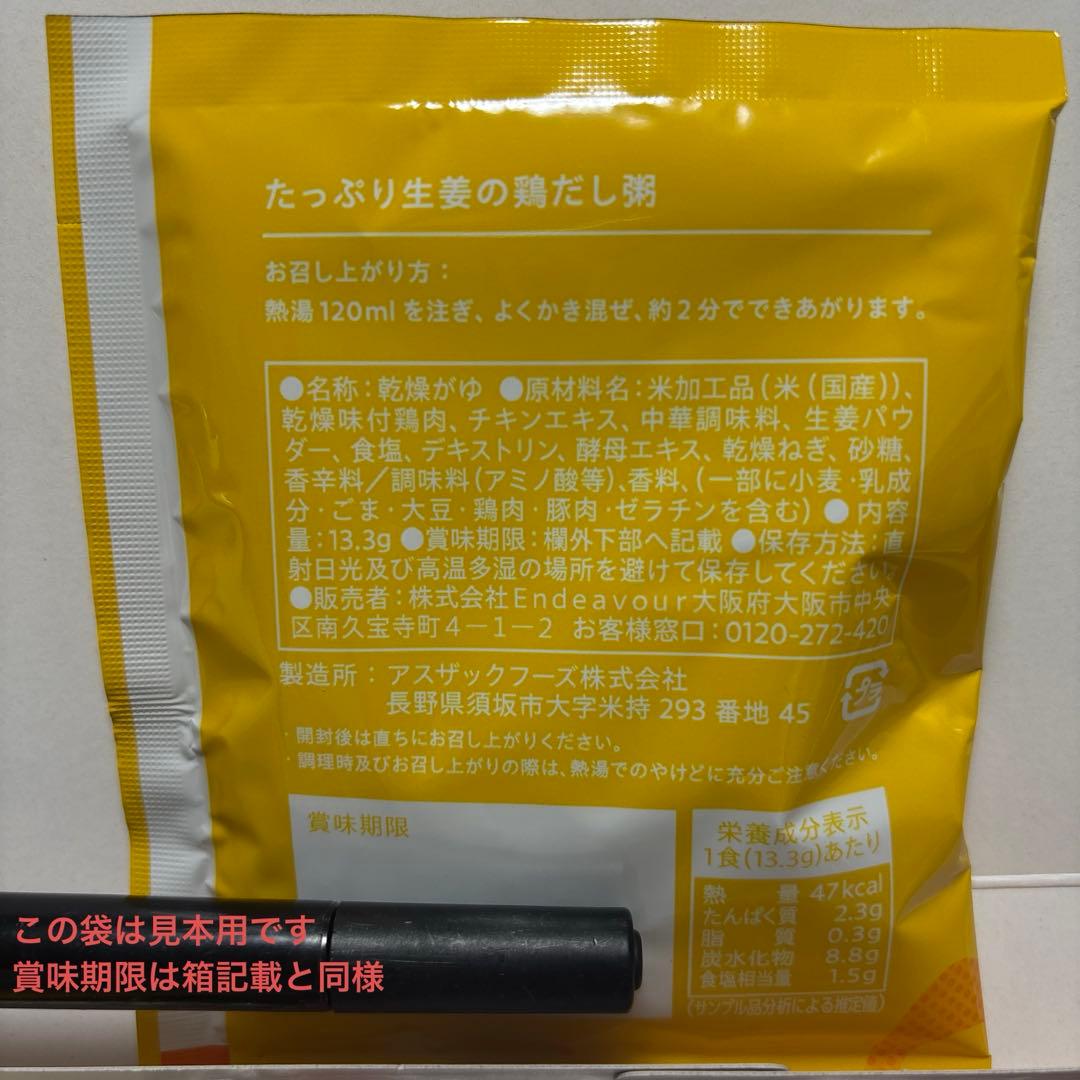 たっぷり生姜の鶏だし粥
お召し上がり方：
熱湯120mlを注ぎ、よくかき混ぜ、約2分でできあがります。
●名称：乾燥がゆ ●原材料名：米加工品（米（国産））、
乾燥味付鶏肉、チキンエキス、中華調味料、生姜パウ
ダー、食塩、デキストリン、酵母エキス、乾燥ねぎ、砂糖、
香辛料／調味料（アミノ酸等）、香料、（一部に小麦・乳成
分・ごま・大豆・鶏肉・豚肉・ゼラチンを含む） ●内容
量：13.3g ●賞味期限：欄外下部へ記載 ●保存方法：直
射日光及び高温多湿の場所を避けて保存してください。
●販売者：株式会社Endeavour大阪府大阪市中央
区南久宝寺町4－1－2 お客様窓口：0120-272-420
製造所：アスザックフーズ株式会社
長野県須坂市大字米持 293 番地 45
プラ
・開封後は直ちにお召し上がりください。
・調理時及びお召し上がりの際は、熱湯でのやけどに充分ご注意ください。
賞味期限
栄養成分表示
1食(13.3g)あたり
熱量 47kcal
たんぱく質 2.3g
脂質 0.3g
炭水化物 8.8g
食塩相当量 1.5g
(サンプル品分析による推定値)
この袋は見本用です
賞味期限は箱記載と同様